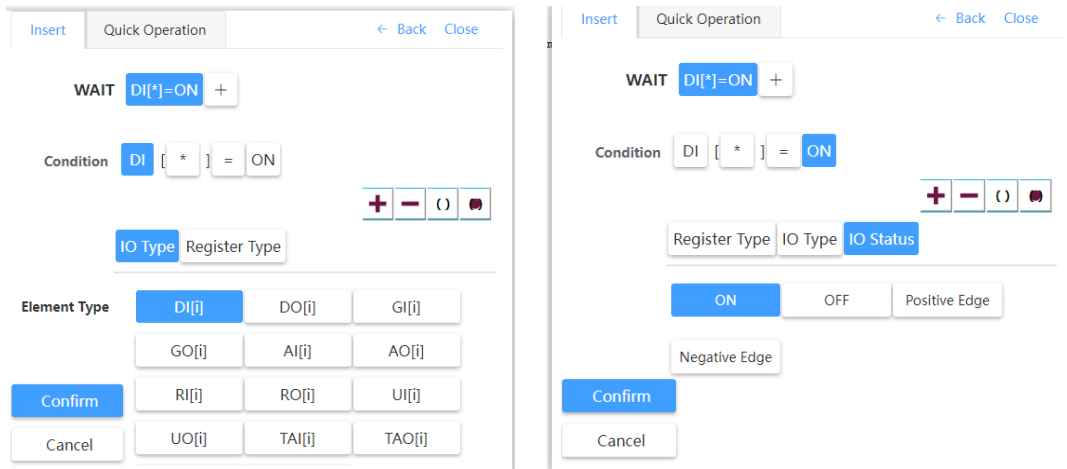 Insert Quick Operation ← Back Close
WAIT DI[*]=ON +
Condition DI [ * ] = ON
+ − ( ) (●)
IO Type Register Type
Element Type DI[i] DO[i] GI[i]
GO[i] AI[i] AO[i]
RI[i] RO[i] UI[i]
Confirm
UO[i] TAI[i] TAO[i]
Cancel
Insert Quick Operation ← Back Close
WAIT DI[*]=ON +
Condition DI [ * ] = ON
+ − ( ) (●)
Register Type IO Type IO Status
ON OFF Positive Edge
Negative Edge
Confirm
Cancel